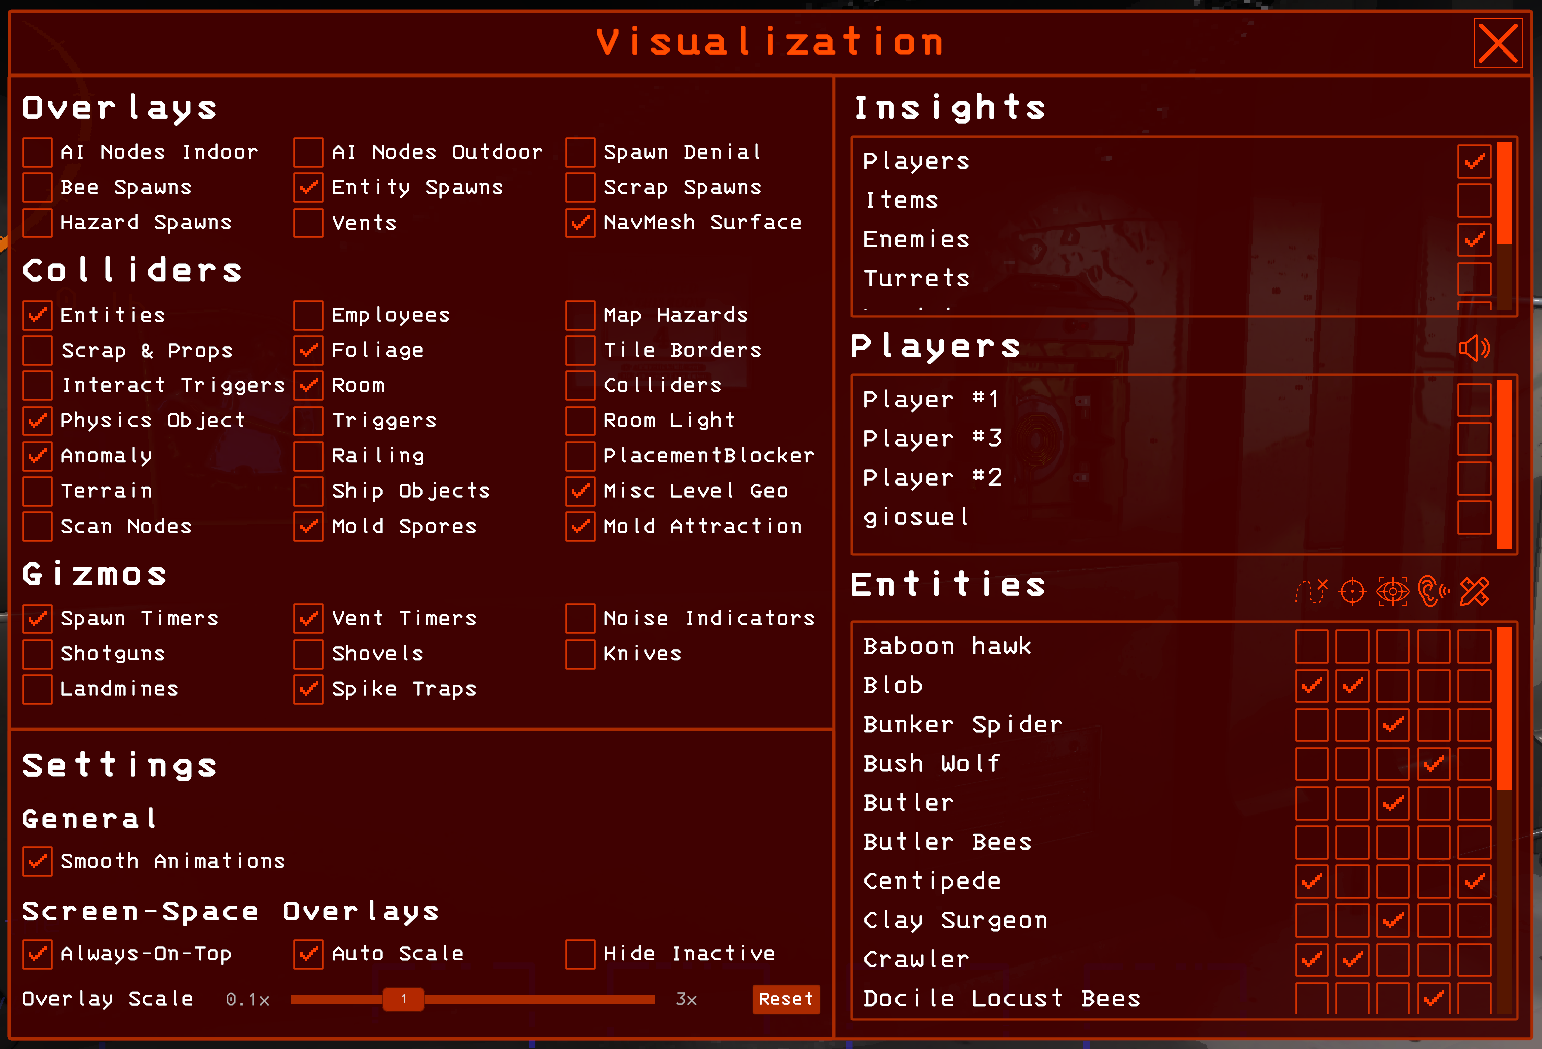 Visualization
Overlays
AI Nodes Indoor AI Nodes Outdoor Spawn Denial
Bee Spawns Entity Spawns Scrap Spawns
Hazard Spawns Vents NavMesh Surface
Colliders
Entities Employees Map Hazards
Scrap & Props Foliage Tile Borders
Interact Triggers Room Colliders
Physics Object Triggers Room Light
Anomaly Railing PlacementBlocker
Terrain Ship Objects Misc Level Geo
Scan Nodes Mold Spores Mold Attraction
Gizmos
Spawn Timers Vent Timers Noise Indicators
Shotguns Shovels Knives
Landmines Spike Traps
Settings
General
Smooth Animations
Screen-Space Overlays
Always-On-Top Auto Scale Hide Inactive
Overlay Scale 0.1x 1 3x Reset
Insights
Players
Items
Enemies
Turrets
Players
Player #1
Player #3
Player #2
giosuel
Entities
Baboon hawk
Blob
Bunker Spider
Bush Wolf
Butler
Butler Bees
Centipede
Clay Surgeon
Crawler
Docile Locust Bees